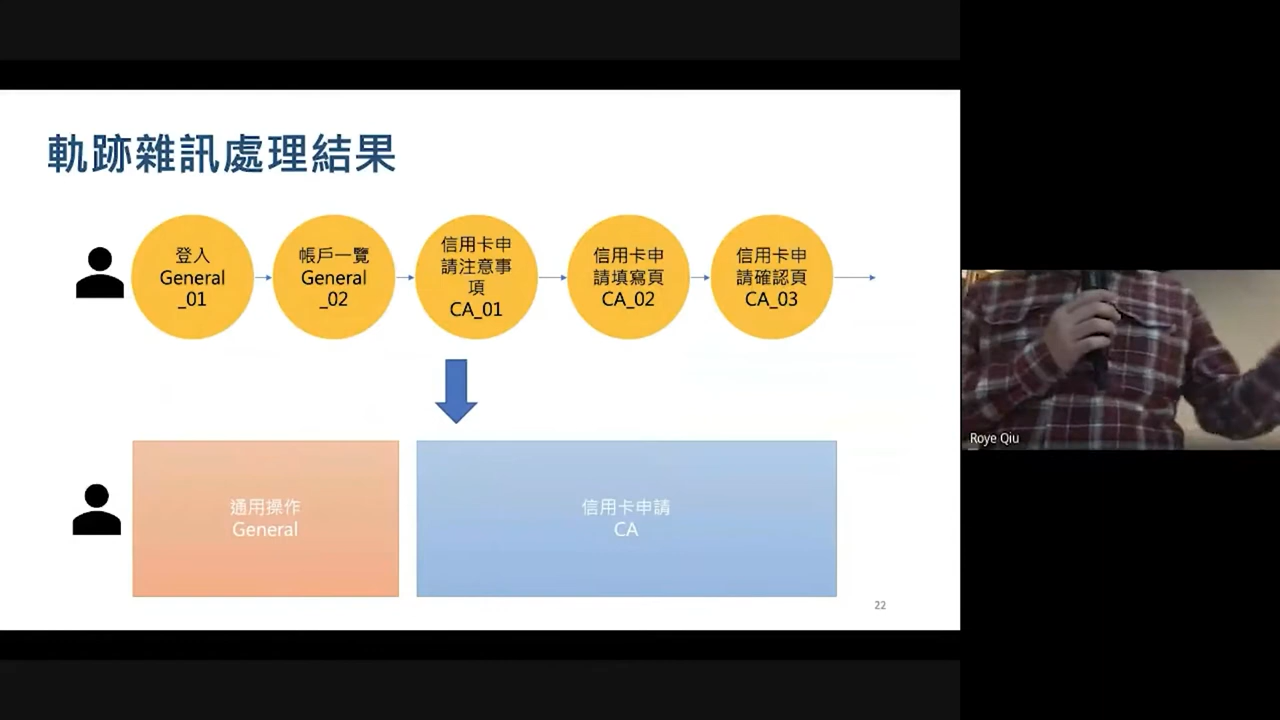 軌跡雜訊處理結果
登入
General
_01
帳戶一覽
General
_02
信用卡申
請注意事
項
CA_01
信用卡申
請填寫頁
CA_02
信用卡申
請確認頁
CA_03
通用操作
General
信用卡申請
CA
22
Roye Qiu